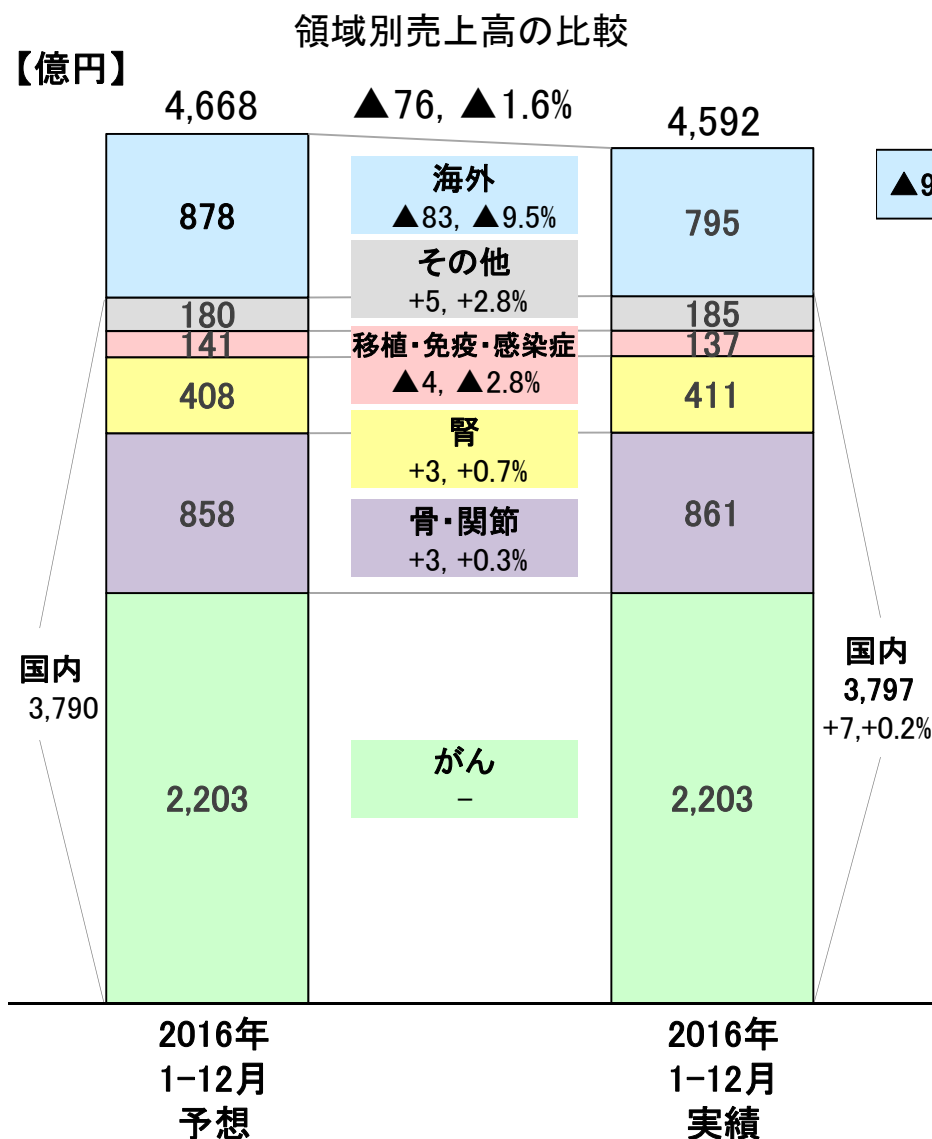 領域別売上高の比較
【億円】
4,668
▲76, ▲1.6%
4,592
海外
▲83, ▲9.5%
878
795
▲9
その他
+5, +2.8%
180
185
移植・免疫・感染症
▲4, ▲2.8%
141
137
腎
+3, +0.7%
408
411
骨・関節
+3, +0.3%
858
861
国内
3,790
国内
3,797
+7,+0.2%
がん
–
2,203
2,203
2016年
1-12月
予想
2016年
1-12月
実績